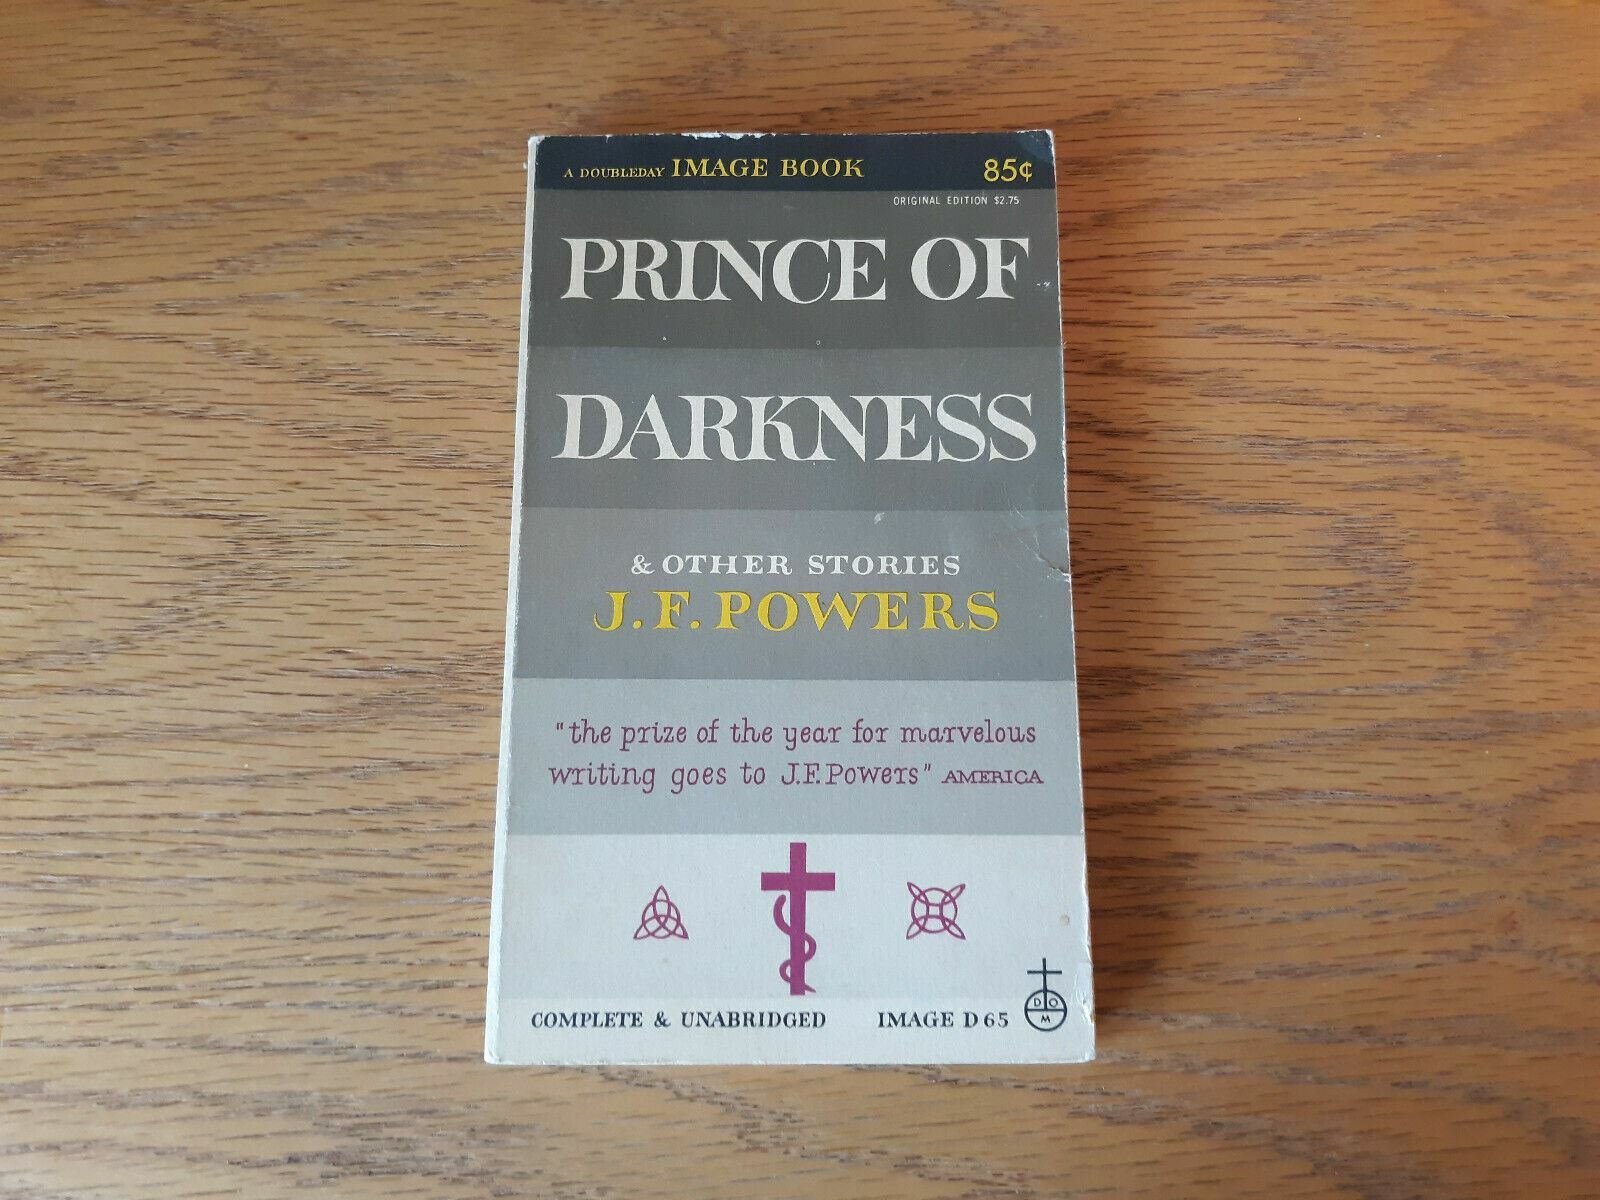 A DOUBLEDAY IMAGE BOOK 85¢
ORIGINAL EDITION $2.75
PRINCE OF
DARKNESS
& OTHER STORIES
J.F. POWERS
"the prize of the year for marvelous
writing goes to J.F. Powers" AMERICA
COMPLETE & UNABRIDGED IMAGE D 65
D O
M